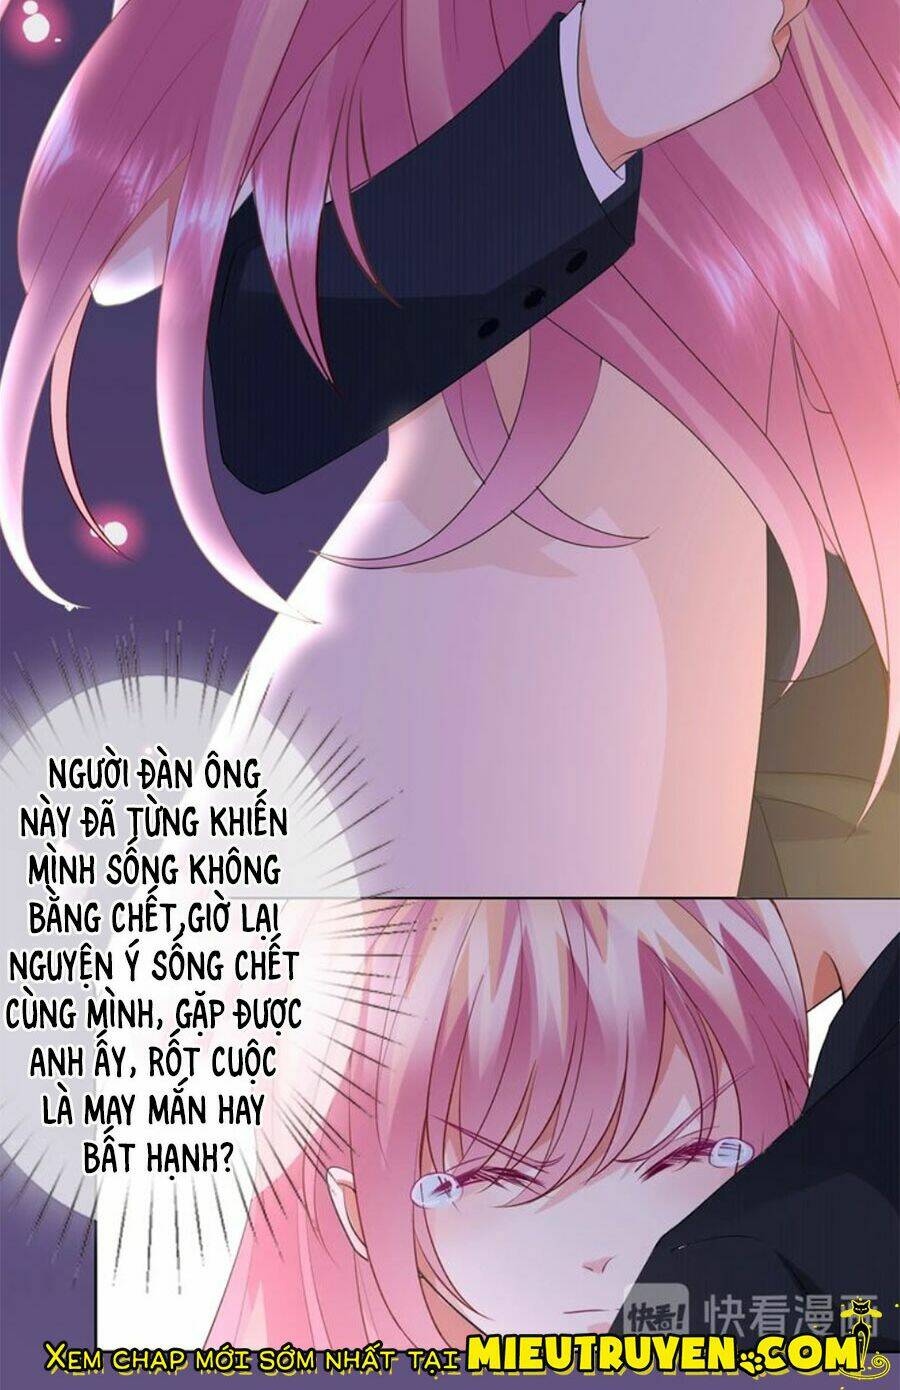 NGƯỜI ĐÀN ÔNG
NÀY ĐÃ TỪNG KHIẾN
MÌNH SỐNG KHÔNG
BẰNG CHẾT,GIỜ LẠI
NGUYỆN Ý SỐNG CHẾT
CÙNG MÌNH, GẶP ĐƯỢC
ANH ẤY, RỐT CUỘC
LÀ MAY MẮN HAY
BẤT HẠNH?
快看! 快看漫画
XEM CHAP MỚI SỚM NHẤT TẠI MIEUTRUYEN.COM